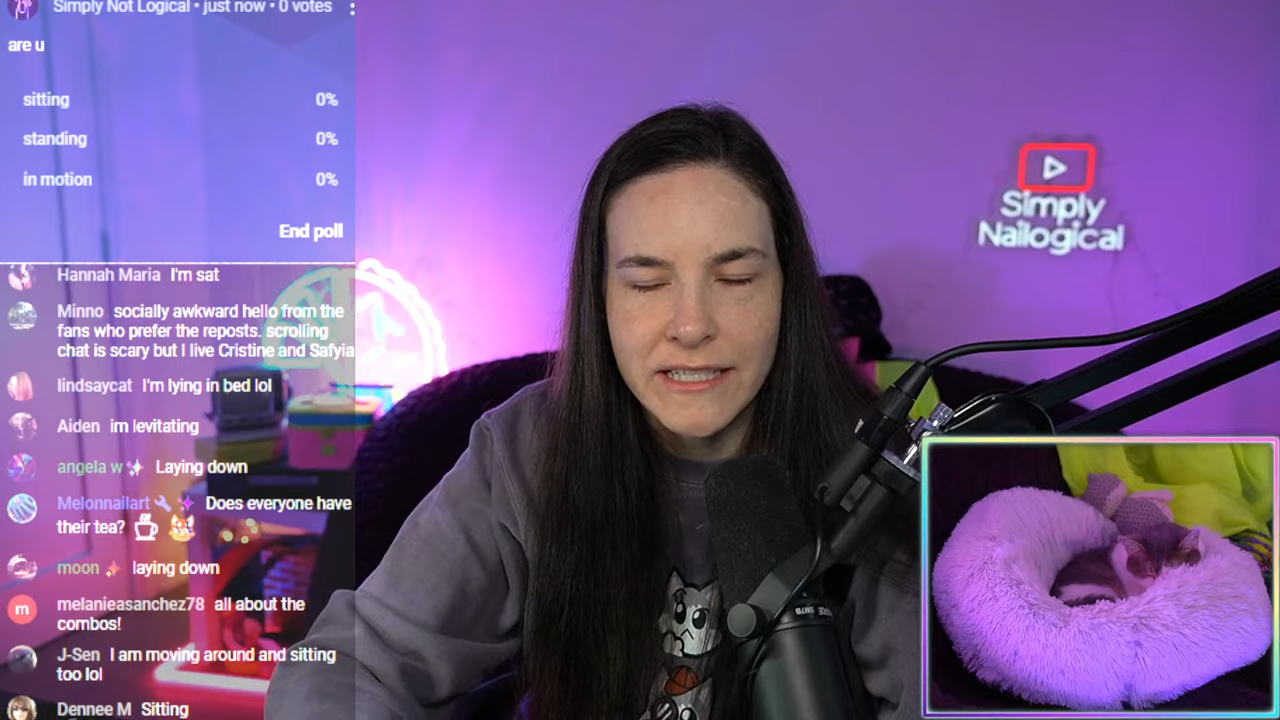 Simply Not Logical • just now • 0 votes
are u
sitting 0%
standing 0%
in motion 0%
End poll
Hannah Maria I'm sat
Minno socially awkward hello from the
fans who prefer the reposts. scrolling
chat is scary but I live Cristine and Safyia
lindsaycat I'm lying in bed lol
Aiden im levitating
angela w Laying down
Melonnailart Does everyone have
their tea?
moon laying down
m
melanieasanchez78 all about the
combos!
J-Sen I am moving around and sitting
too lol
Dennee M Sitting
Simply
Nailogical
SM7B